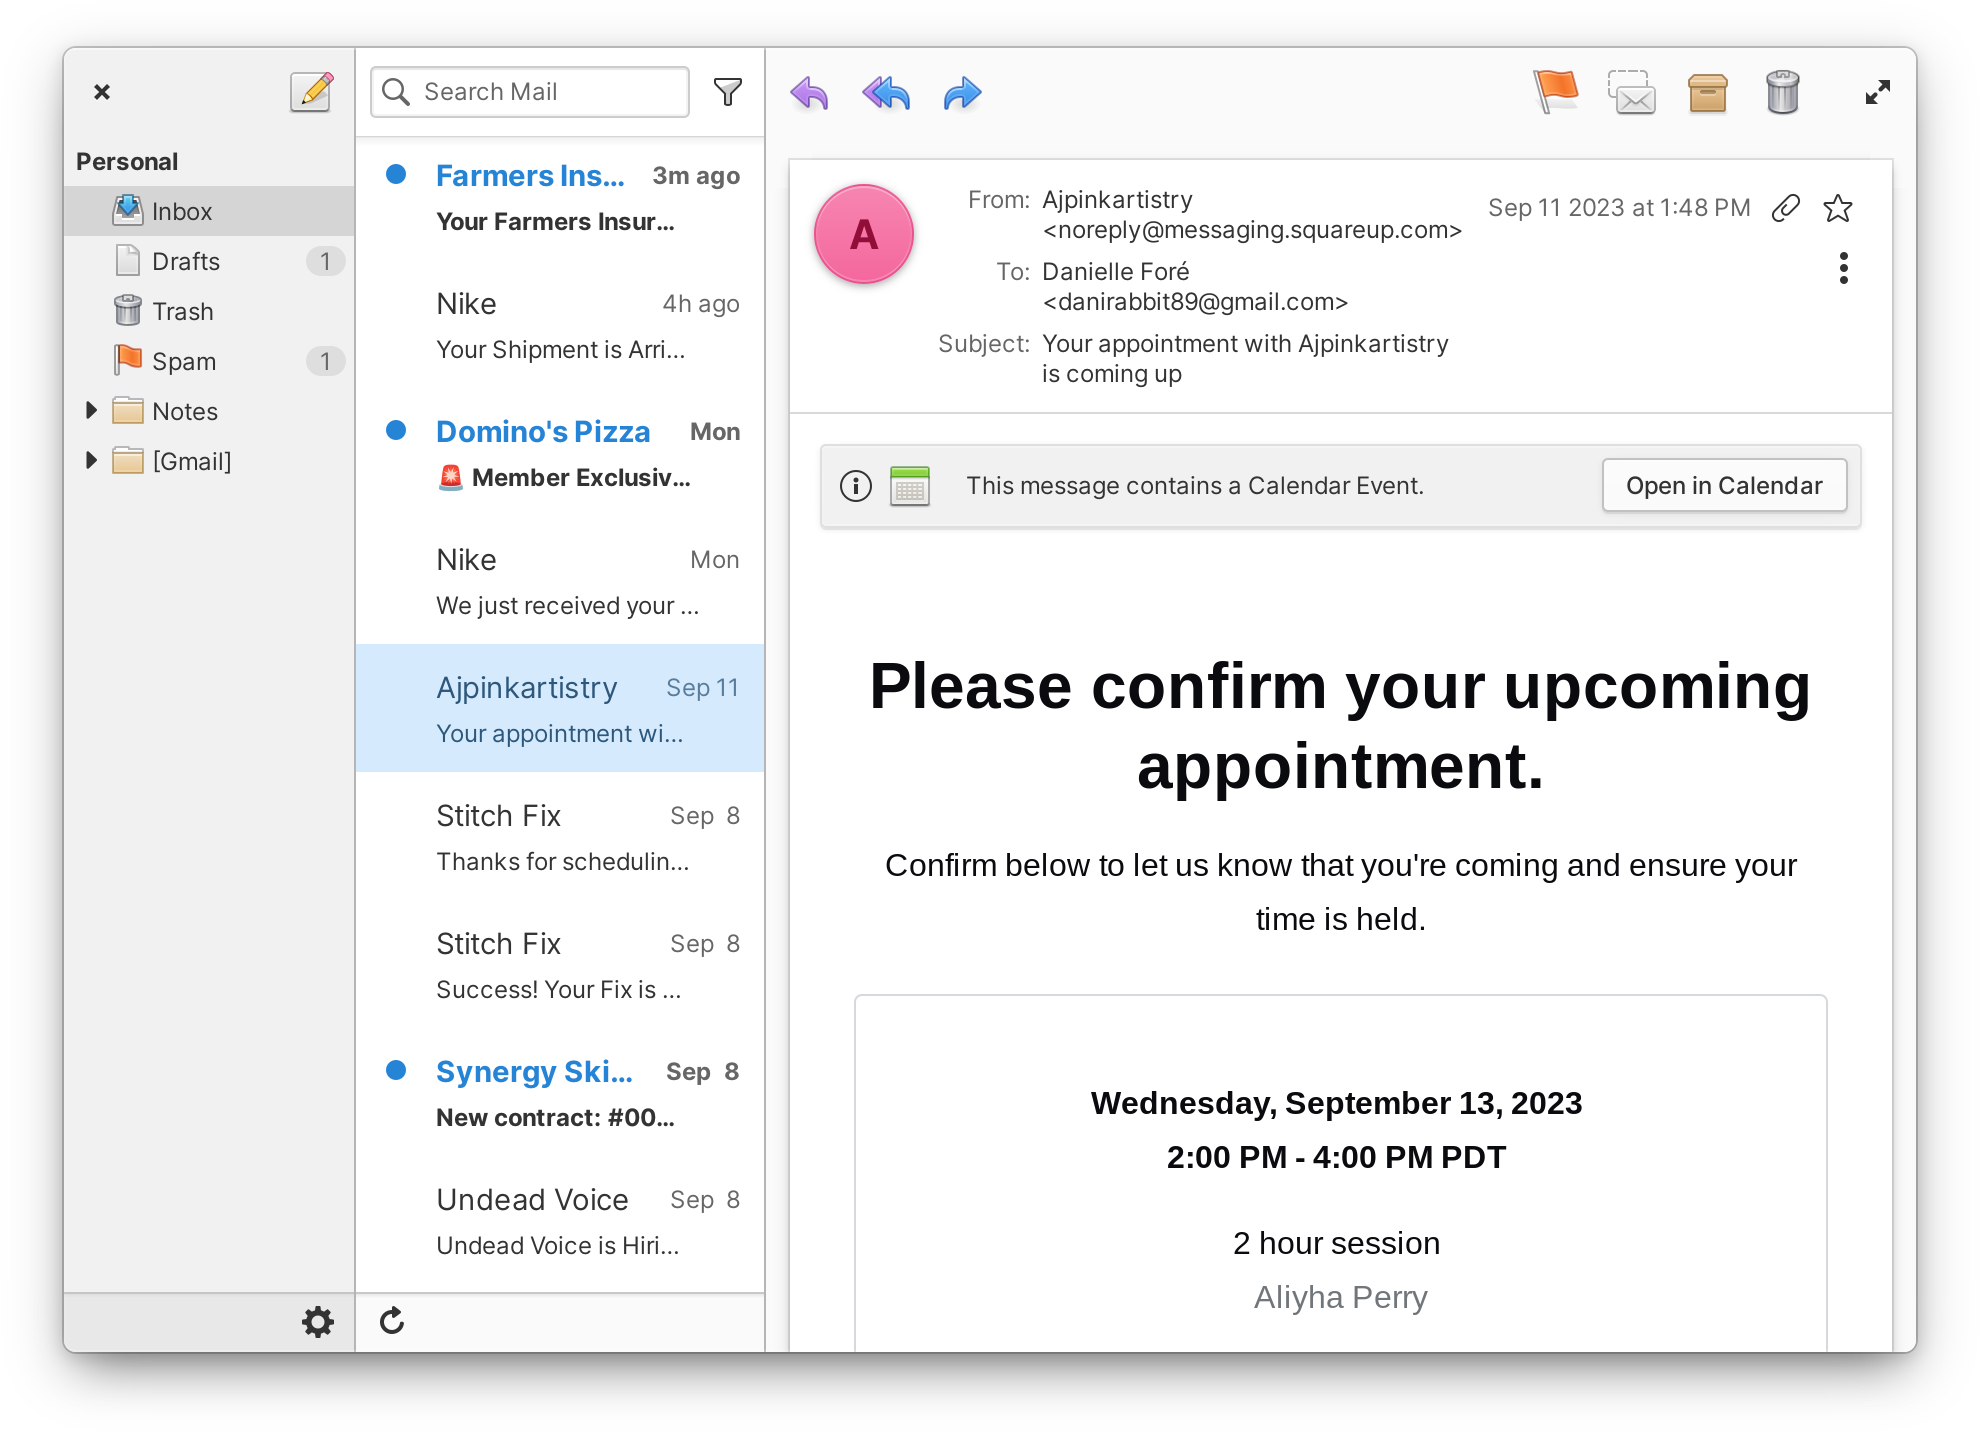 Personal
Inbox
Drafts 1
Trash
Spam 1
Notes
[Gmail]
Search Mail
Farmers Ins... 3m ago
Your Farmers Insur...
Nike 4h ago
Your Shipment is Arri...
Domino's Pizza Mon
🚨 Member Exclusiv...
Nike Mon
We just received your ...
Ajpinkartistry Sep 11
Your appointment wi...
Stitch Fix Sep 8
Thanks for schedulin...
Stitch Fix Sep 8
Success! Your Fix is ...
Synergy Ski... Sep 8
New contract: #00...
Undead Voice Sep 8
Undead Voice is Hiri...
A
From: Ajpinkartistry
<noreply@messaging.squareup.com>
Sep 11 2023 at 1:48 PM
To: Danielle Foré
<danirabbit89@gmail.com>
Subject: Your appointment with Ajpinkartistry
is coming up
This message contains a Calendar Event.
Open in Calendar
Please confirm your upcoming
appointment.
Confirm below to let us know that you're coming and ensure your
time is held.
Wednesday, September 13, 2023
2:00 PM - 4:00 PM PDT
2 hour session
Aliyha Perry